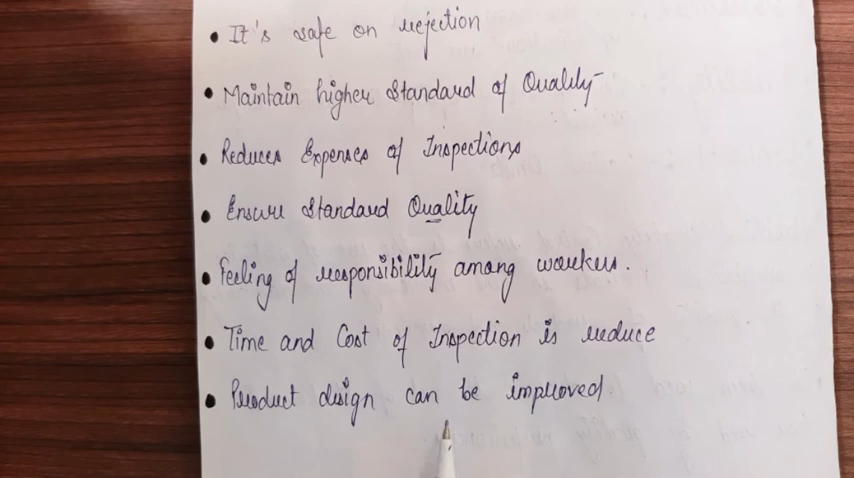 • It's safe on rejection
• Maintain higher Standard of Quality
• Reduces Expenses of Inspections
• Ensure Standard Quality
• Feeling of responsibility among workers.
• Time and Cost of Inspection is reduce
• Product design can be improved.